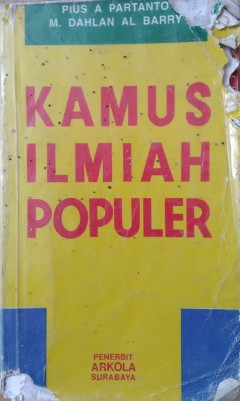 PIUS A PARTANTO
M. DAHLAN AL BARRY
KAMUS
ILMIAH
POPULER
PENERBIT
ARKOLA
SURABAYA